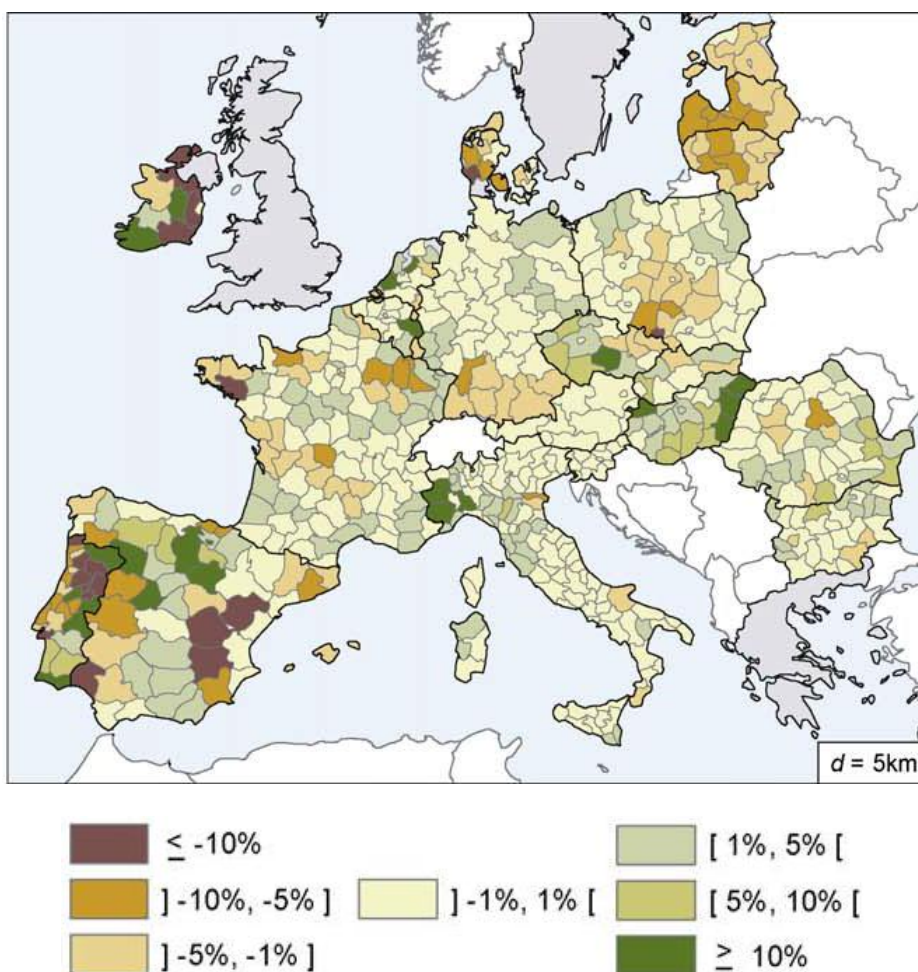 d = 5km
≤ -10%
] -10%, -5% ]
] -5%, -1% ]
] -1%, 1% [
[ 1%, 5% [
[ 5%, 10% [
≥ 10%